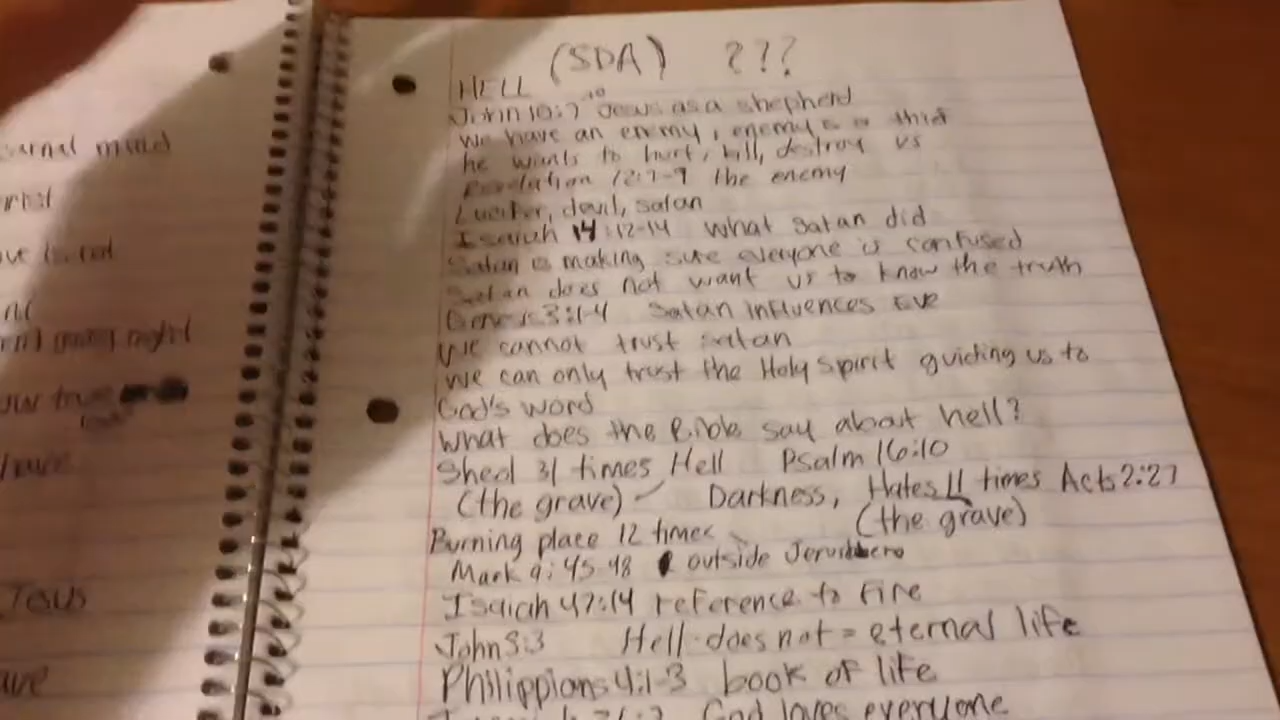 (SDA) ???
HELL
John 10:7-10 Jesus as a shepherd
we have an enemy, enemy is a thief
he wants to hurt, kill, destroy us
Revelation 12:7-9 the enemy
Lucifer, devil, satan
Isaiah 14:12-14 what satan did
Satan is making sure everyone is confused
Satan does not want us to know the truth
Genesis 3:1-4 Satan influences Eve
we cannot trust satan
we can only trust the Holy Spirit guiding us to
God's word
what does the Bible say about hell?
Sheol 31 times Hell Psalm 16:10
(the grave) Darkness, Hates 11 times Acts 2:27
(the grave)
Burning place 12 times
Mark 9:45-48 outside
Isaiah 47:14 reference to fire
John 3:3 Hell does not = eternal life
Philippians 4:1-3 book of life
God loves everyone
carnal mind
night
Jesus